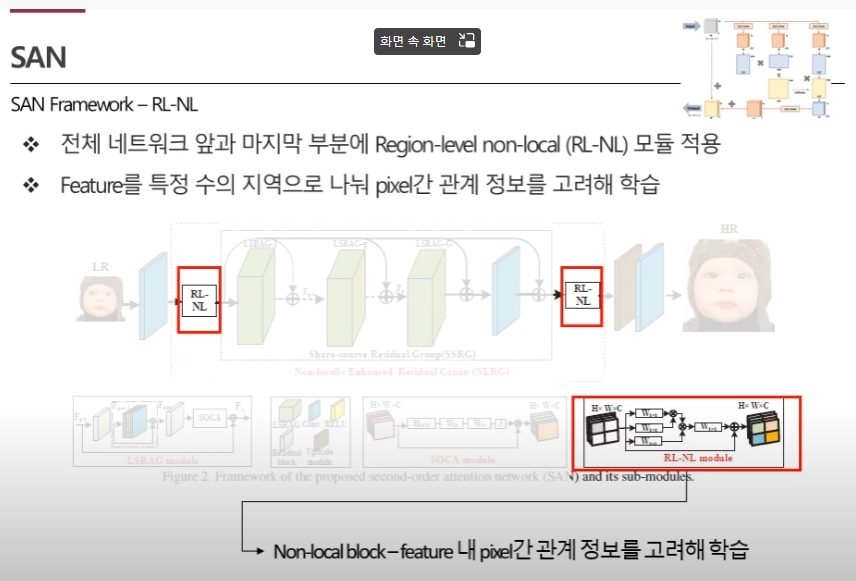 화면 속 화면
SAN
SAN Framework – RL-NL
❖ 전체 네트워크 앞과 마지막 부분에 Region-level non-local (RL-NL) 모듈 적용
❖ Feature를 특정 수의 지역으로 나눠 pixel간 관계 정보를 고려해 학습
LSRAG-1 LSRAG-g LSRAG-G
LR
HR
RL-NL
RL-NL
Share-source Residual Group(SSRG)
Non-locally Enhanced Residual Group (NLRG)
SOCA
LSRAG module
LSRAG Conv RELU
Residual block
Upscale module
H×W×C
H×W×C
SOCA module
H×W×C
H×W×C
RL-NL module
Figure 2. Framework of the proposed second-order attention network (SAN) and its sub-modules.
Non-local block – feature 내 pixel간 관계 정보를 고려해 학습